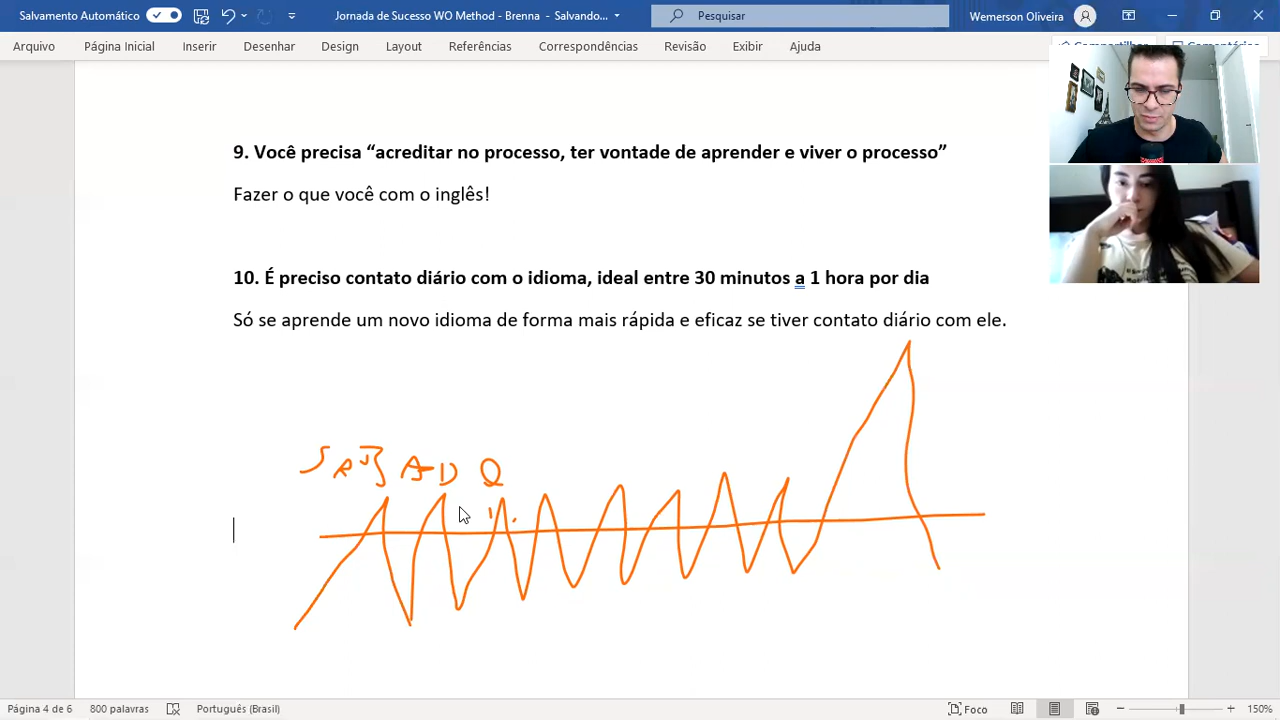 Salvamento Automático Jornada de Sucesso WO Method - Brenna - Salvando... Pesquisar Wemerson Oliveira
Arquivo Página Inicial Inserir Desenhar Design Layout Referências Correspondências Revisão Exibir Ajuda Compartilhar Comentários
9. Você precisa “acreditar no processo, ter vontade de aprender e viver o processo”
Fazer o que você com o inglês!
10. É preciso contato diário com o idioma, ideal entre 30 minutos a 1 hora por dia
Só se aprende um novo idioma de forma mais rápida e eficaz se tiver contato diário com ele.
Página 4 de 6 800 palavras Português (Brasil) Foco 150%